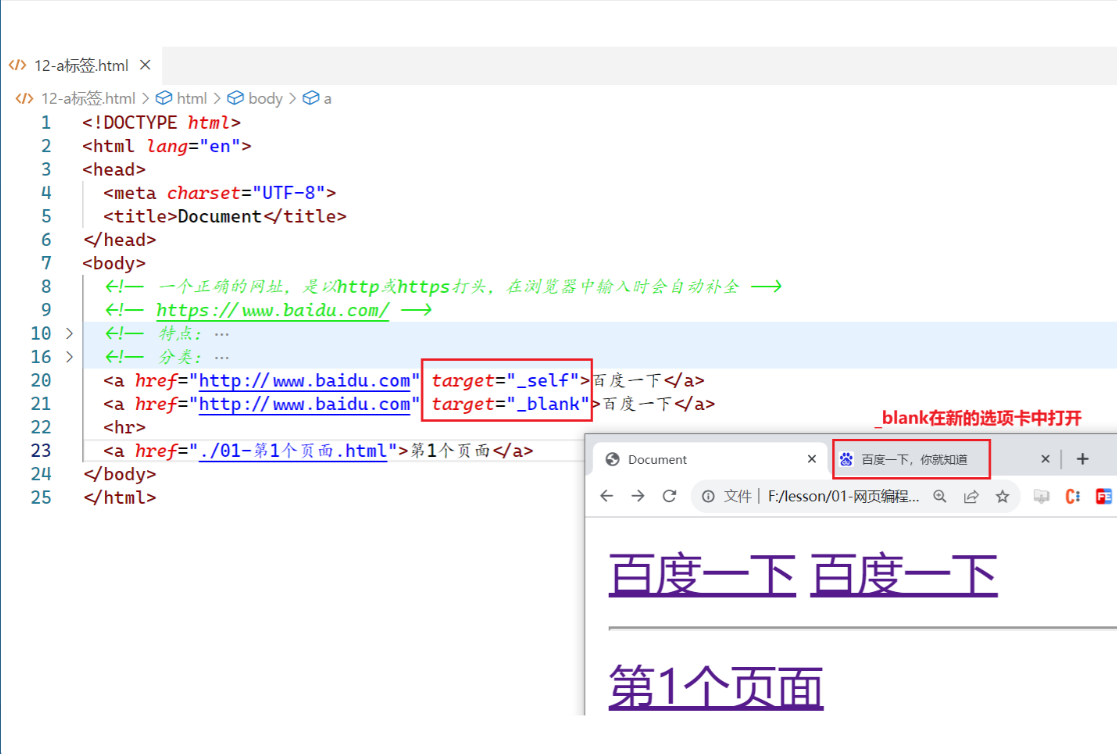 12-a标签.html
12-a标签.html > html > body > a
1 <!DOCTYPE html>
2 <html lang="en">
3 <head>
4 <meta charset="UTF-8">
5 <title>Document</title>
6 </head>
7 <body>
8 <!-- 一个正确的网址，是以http或https打头，在浏览器中输入时会自动补全 -->
9 <!-- https://www.baidu.com/ -->
10 > <!-- 特点: ...
16 > <!-- 分类: ...
20 <a href="http://www.baidu.com" target="_self">百度一下</a>
21 <a href="http://www.baidu.com" target="_blank">百度一下</a>
22 <hr>
23 <a href="./01-第1个页面.html">第1个页面</a>
24 </body>
25 </html>
_blank在新的选项卡中打开
Document 百度一下，你就知道
文件 | F:/lesson/01-网页编程...
百度一下 百度一下
第1个页面